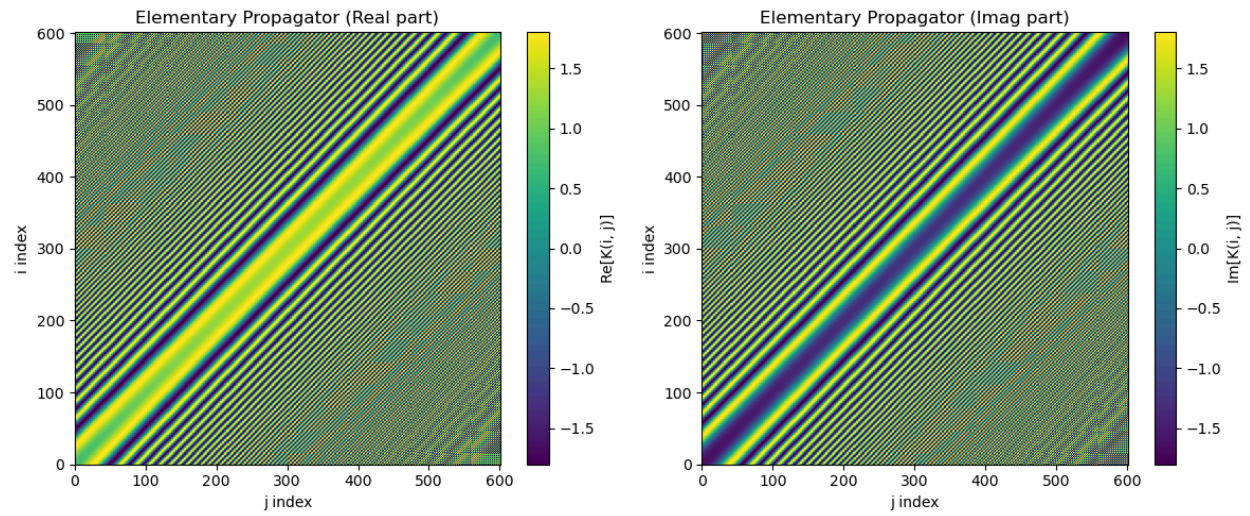 Elementary Propagator (Real part)
600
500
400
300
200
100
0
i index
0 100 200 300 400 500 600
j index
1.5
1.0
0.5
0.0
−0.5
−1.0
−1.5
Re[K(i, j)]
Elementary Propagator (Imag part)
600
500
400
300
200
100
0
i index
0 100 200 300 400 500 600
j index
1.5
1.0
0.5
0.0
−0.5
−1.0
−1.5
Im[K(i, j)]